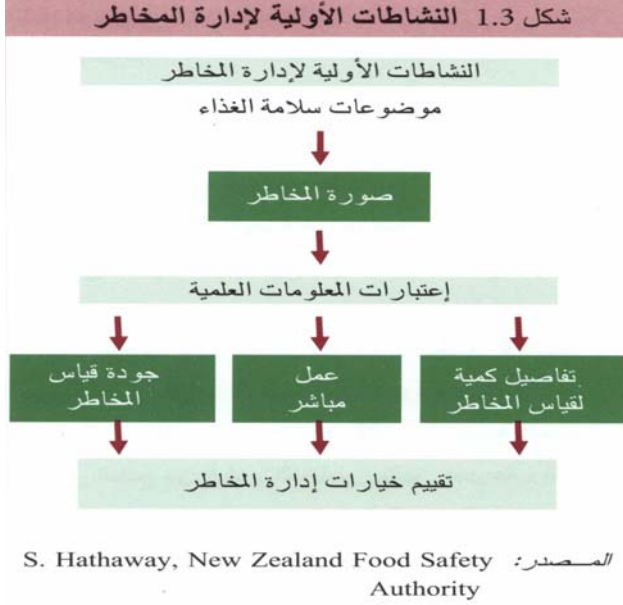 شكل 1.3 النشاطات الأولية لإدارة المخاطر
النشاطات الأولية لإدارة المخاطر
موضوعات سلامة الغذاء
صورة المخاطر
إعتبارات المعلومات العلمية
تفاصيل كمية
لقياس المخاطر
عمل
مباشر
جودة قياس
المخاطر
تقييم خيارات إدارة المخاطر
المـصدر: S. Hathaway, New Zealand Food Safety
Authority